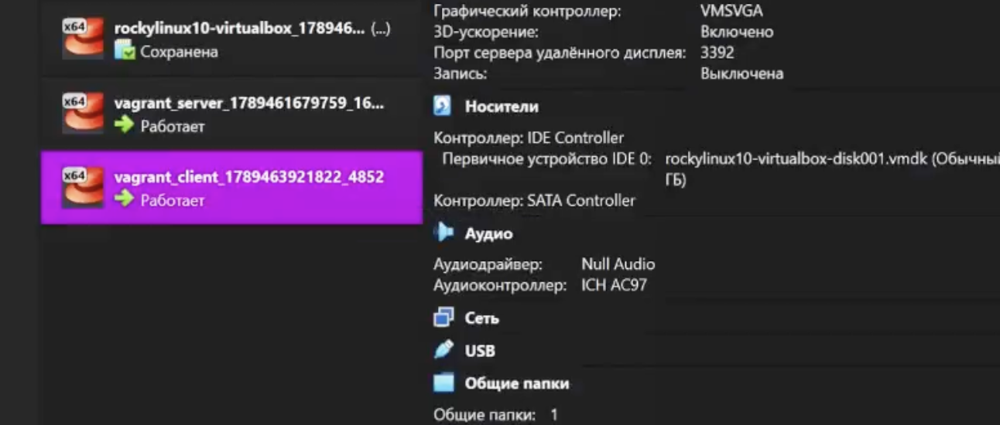 x64
rockylinux10-virtualbox_178946... (...)
Сохранена
x64
vagrant_server_1789461679759_16...
Работает
x64
vagrant_client_1789463921822_4852
Работает
Графический контроллер: VMSVGA
3D-ускорение: Включено
Порт сервера удалённого дисплея: 3392
Запись: Выключена
Носители
Контроллер: IDE Controller
Первичное устройство IDE 0: rockylinux10-virtualbox-disk001.vmdk (Обычный
ГБ)
Контроллер: SATA Controller
Аудио
Аудиодрайвер: Null Audio
Аудиоконтроллер: ICH AC97
Сеть
USB
Общие папки
Общие папки: 1